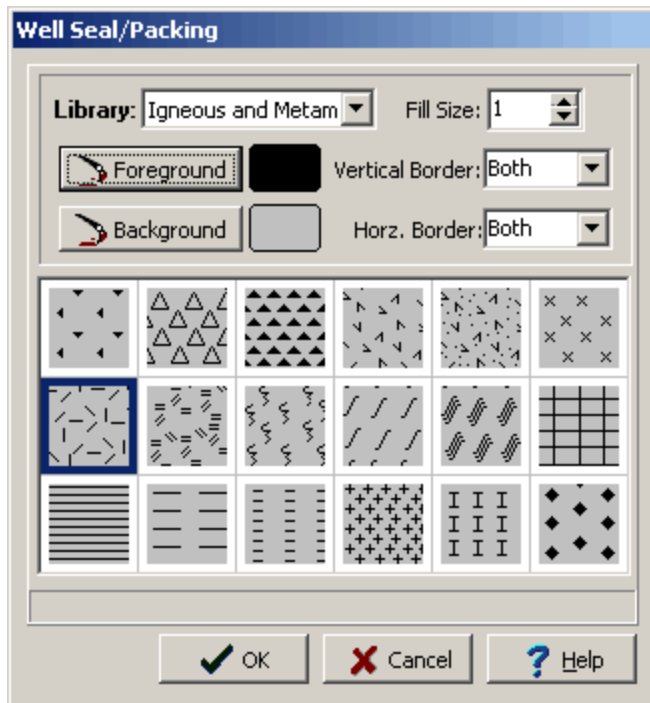 Well Seal/Packing
Library: Igneous and Metam Fill Size: 1
Foreground Vertical Border: Both
Background Horz. Border: Both
OK Cancel Help